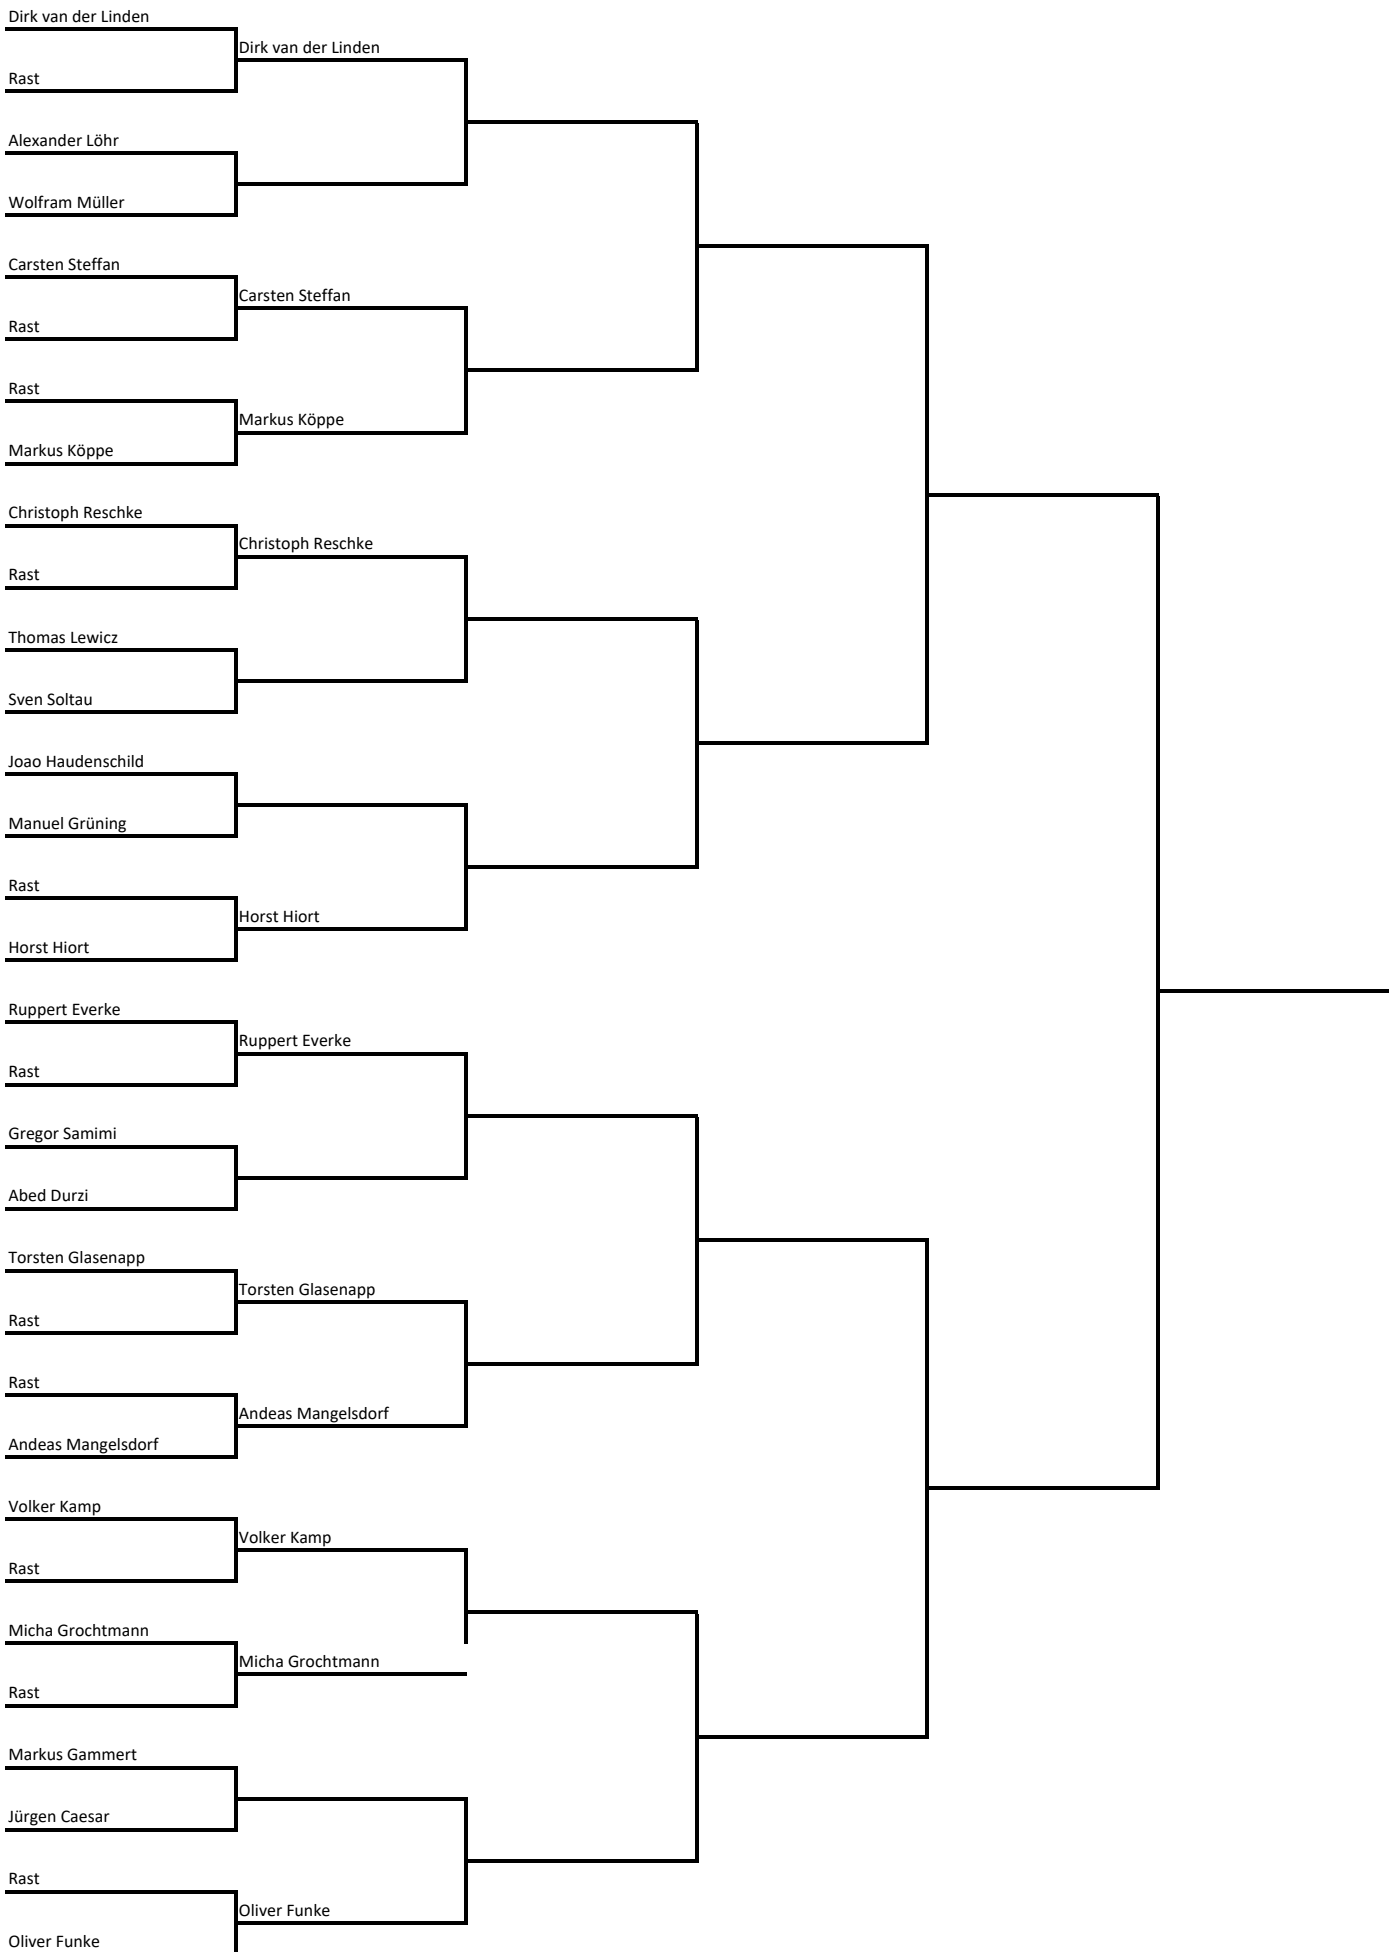 Dirk van der Linden
Dirk van der Linden
Rast
Alexander Löhr
Wolfram Müller
Carsten Steffan
Carsten Steffan
Rast
Rast
Markus Köppe
Markus Köppe
Christoph Reschke
Christoph Reschke
Rast
Thomas Lewicz
Sven Soltau
Joao Haudenschild
Manuel Grüning
Rast
Horst Hiort
Horst Hiort
Ruppert Everke
Ruppert Everke
Rast
Gregor Samimi
Abed Durzi
Torsten Glasenapp
Torsten Glasenapp
Rast
Rast
Andeas Mangelsdorf
Andeas Mangelsdorf
Volker Kamp
Volker Kamp
Rast
Micha Grochtmann
Micha Grochtmann
Rast
Markus Gammert
Jürgen Caesar
Rast
Oliver Funke
Oliver Funke